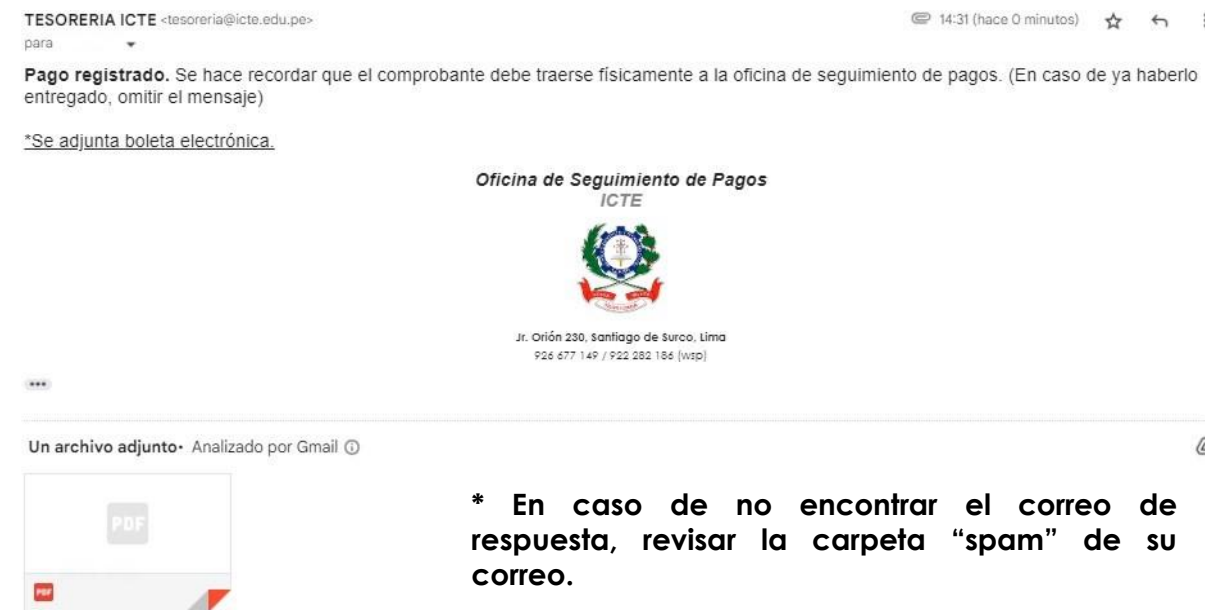 TESORERIA ICTE <tesoreria@icte.edu.pe>
14:31 (hace 0 minutos)
para
Pago registrado. Se hace recordar que el comprobante debe traerse físicamente a la oficina de seguimiento de pagos. (En caso de ya haberlo
entregado, omitir el mensaje)
*Se adjunta boleta electrónica.
Oficina de Seguimiento de Pagos
ICTE
Jr. Orión 230, Santiago de Surco, Lima
926 677 149 / 922 282 186 (wsp)
Un archivo adjunto• Analizado por Gmail
PDF
PDF
* En caso de no encontrar el correo de
respuesta, revisar la carpeta “spam” de su
correo.